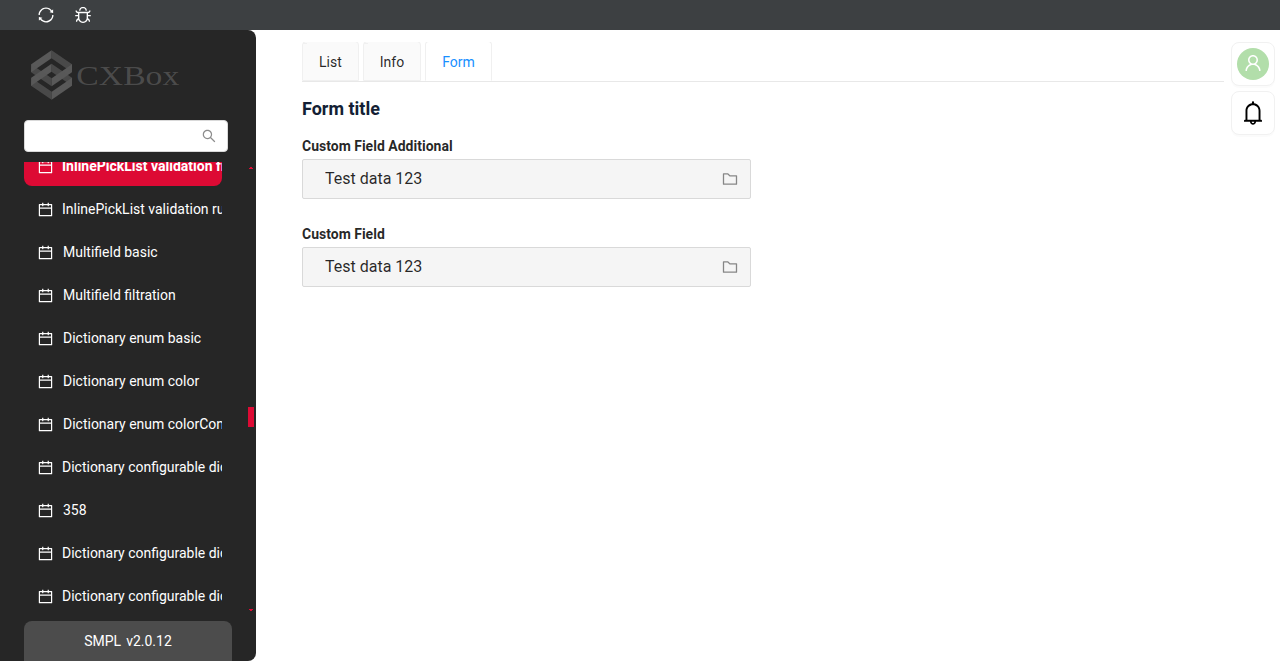 CXBox
InlinePickList validation f
InlinePickList validation ru
Multifield basic
Multifield filtration
Dictionary enum basic
Dictionary enum color
Dictionary enum colorCon
Dictionary configurable di
358
Dictionary configurable di
Dictionary configurable di
SMPL v2.0.12
List
Info
Form
Form title
Custom Field Additional
Test data 123
Custom Field
Test data 123